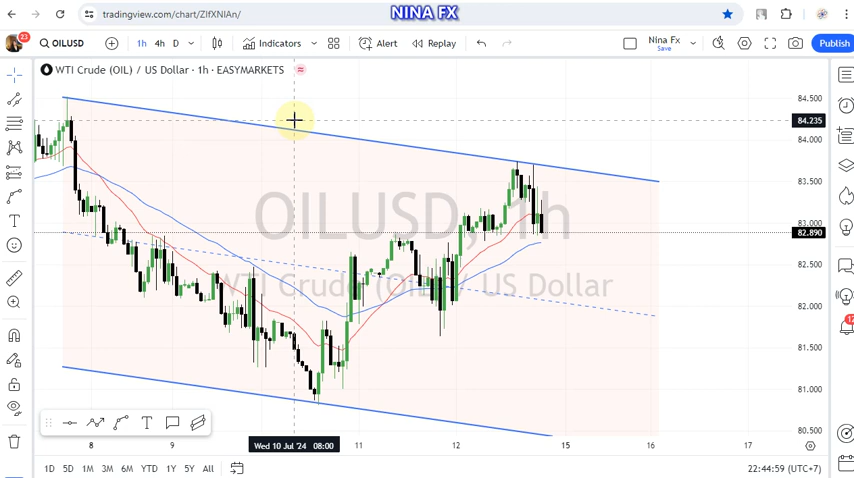 NINA FX
tradingview.com/chart/ZIfXNIAn/
23
OILUSD
1h 4h D
Indicators
Alert
Replay
Nina Fx
Save
Publish
WTI Crude (OIL) / US Dollar · 1h · EASYMARKETS
OILUSD, 1h
WTI Crude (OIL) / US Dollar
84.500
84.235
84.000
83.500
83.000
82.890
82.500
82.000
81.500
81.000
80.500
8 9 Wed 10 Jul '24 08:00 11 12 15 16 17
1D 5D 1M 3M 6M YTD 1Y 5Y All
22:44:59 (UTC+7)